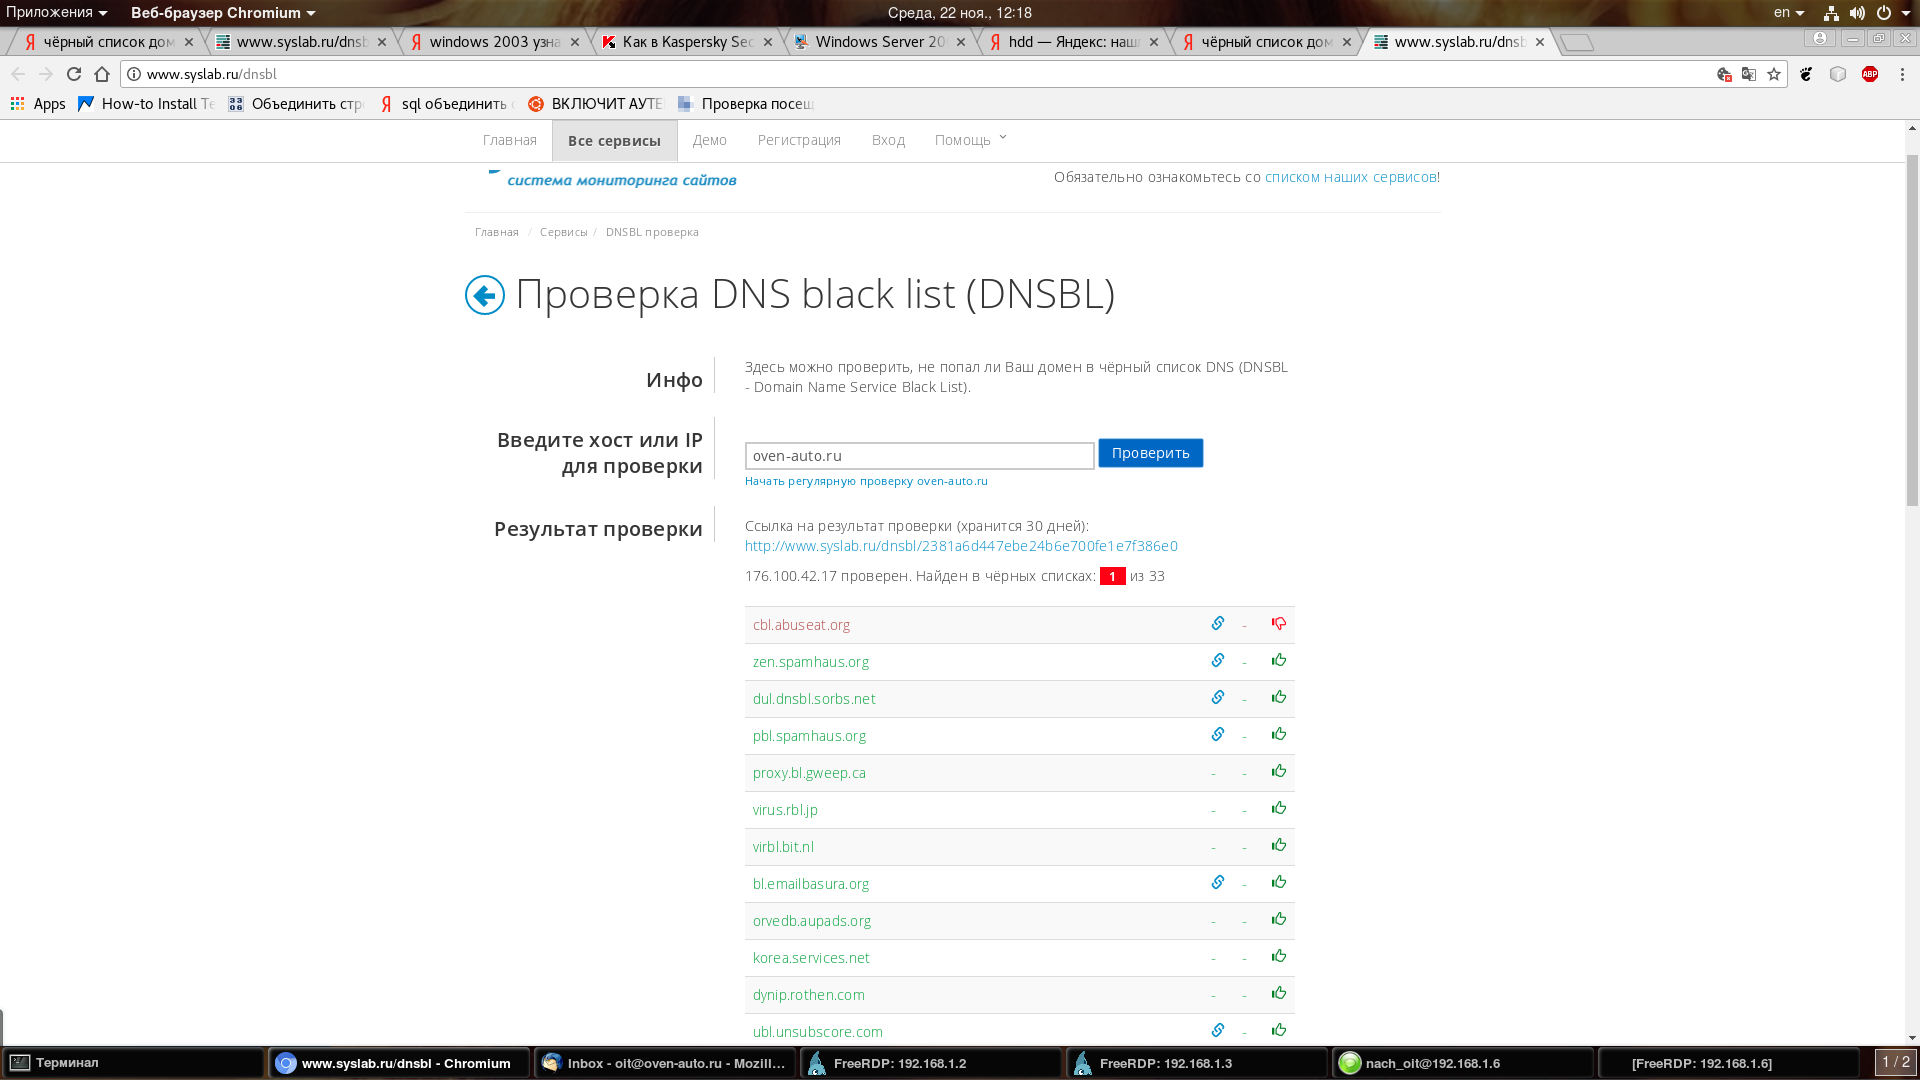 Приложения Веб-браузер Chromium Среда, 22 ноя., 12:18 en
чёрный список дом www.syslab.ru/dnsb windows 2003 узна Как в Kaspersky Sec Windows Server 20 hdd — Яндекс: наш чёрный список дом www.syslab.ru/dnsb
www.syslab.ru/dnsbl
Apps How-to Install Te Объединить стр sql объединить ВКЛЮЧИТ АУТЕ Проверка посещ
Главная Все сервисы Демо Регистрация Вход Помощь
система мониторинга сайтов Обязательно ознакомьтесь со списком наших сервисов!
Главная / Сервисы / DNSBL проверка
Проверка DNS black list (DNSBL)
Инфо
Здесь можно проверить, не попал ли Ваш домен в чёрный список DNS (DNSBL
- Domain Name Service Black List).
Введите хост или IP
для проверки
oven-auto.ru Проверить
Начать регулярную проверку oven-auto.ru
Результат проверки
Ссылка на результат проверки (хранится 30 дней):
http://www.syslab.ru/dnsbl/2381a6d447ebe24b6e700fe1e7f386e0
176.100.42.17 проверен. Найден в чёрных списках: 1 из 33
cbl.abuseat.org -
zen.spamhaus.org -
dul.dnsbl.sorbs.net -
pbl.spamhaus.org -
proxy.bl.gweep.ca - -
virus.rbl.jp - -
virbl.bit.nl - -
bl.emailbasura.org -
orvedb.aupads.org - -
korea.services.net - -
dynip.rothen.com - -
ubl.unsubscore.com -
Терминал www.syslab.ru/dnsbl - Chromium Inbox - oit@oven-auto.ru - Mozill... FreeRDP: 192.168.1.2 FreeRDP: 192.168.1.3 nach_oit@192.168.1.6 [FreeRDP: 192.168.1.6] 1 / 2